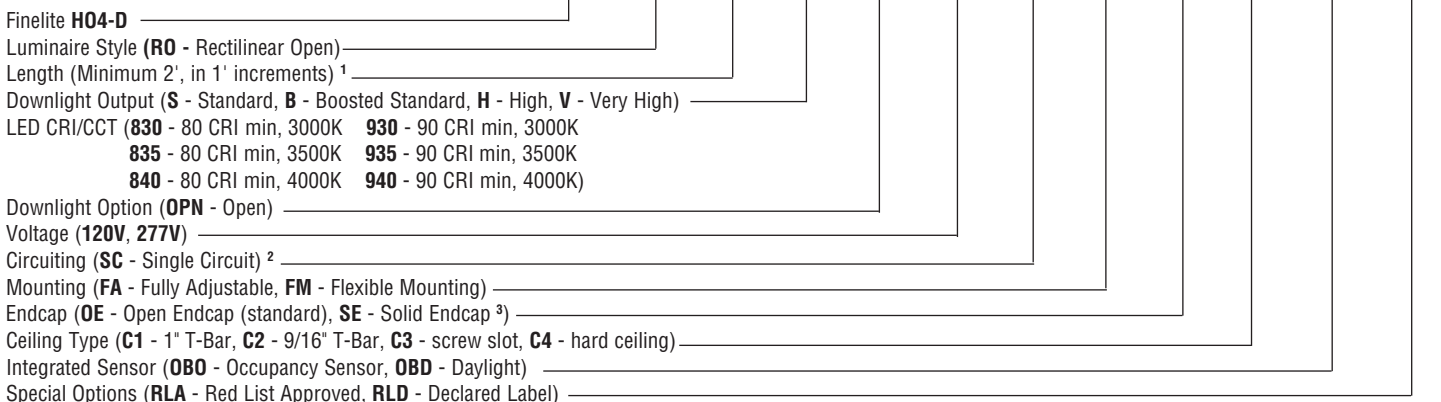 Finelite HO4-D
Luminaire Style (RO - Rectilinear Open)
Length (Minimum 2', in 1' increments) ¹
Downlight Output (S - Standard, B - Boosted Standard, H - High, V - Very High)
LED CRI/CCT (830 - 80 CRI min, 3000K 930 - 90 CRI min, 3000K
835 - 80 CRI min, 3500K 935 - 90 CRI min, 3500K
840 - 80 CRI min, 4000K 940 - 90 CRI min, 4000K)
Downlight Option (OPN - Open)
Voltage (120V, 277V)
Circuiting (SC - Single Circuit) ²
Mounting (FA - Fully Adjustable, FM - Flexible Mounting)
Endcap (OE - Open Endcap (standard), SE - Solid Endcap ³)
Ceiling Type (C1 - 1" T-Bar, C2 - 9/16" T-Bar, C3 - screw slot, C4 - hard ceiling)
Integrated Sensor (OBO - Occupancy Sensor, OBD - Daylight)
Special Options (RLA - Red List Approved, RLD - Declared Label)